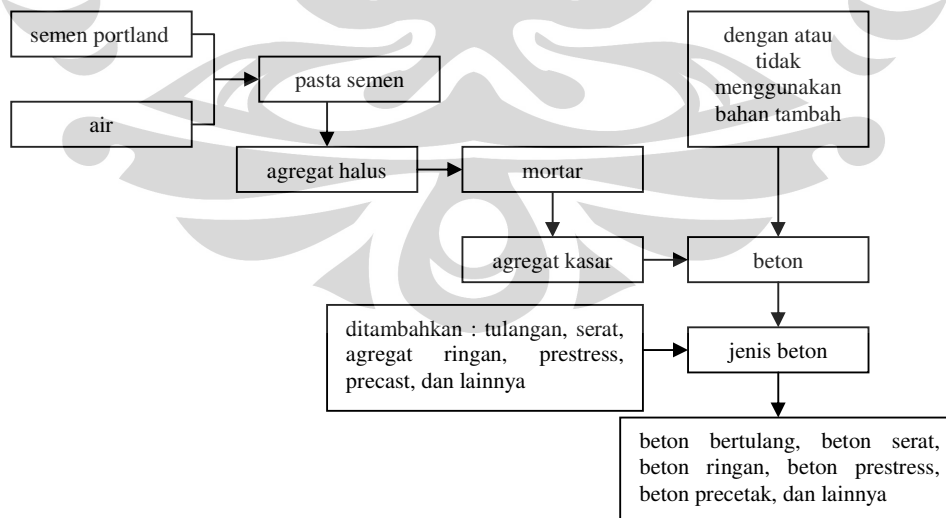 semen portland
air
pasta semen
agregat halus
mortar
agregat kasar
dengan atau
tidak
menggunakan
bahan tambah
beton
ditambahkan : tulangan, serat,
agregat ringan, prestress,
precast, dan lainnya
jenis beton
beton bertulang, beton serat,
beton ringan, beton prestress,
beton precetak, dan lainnya